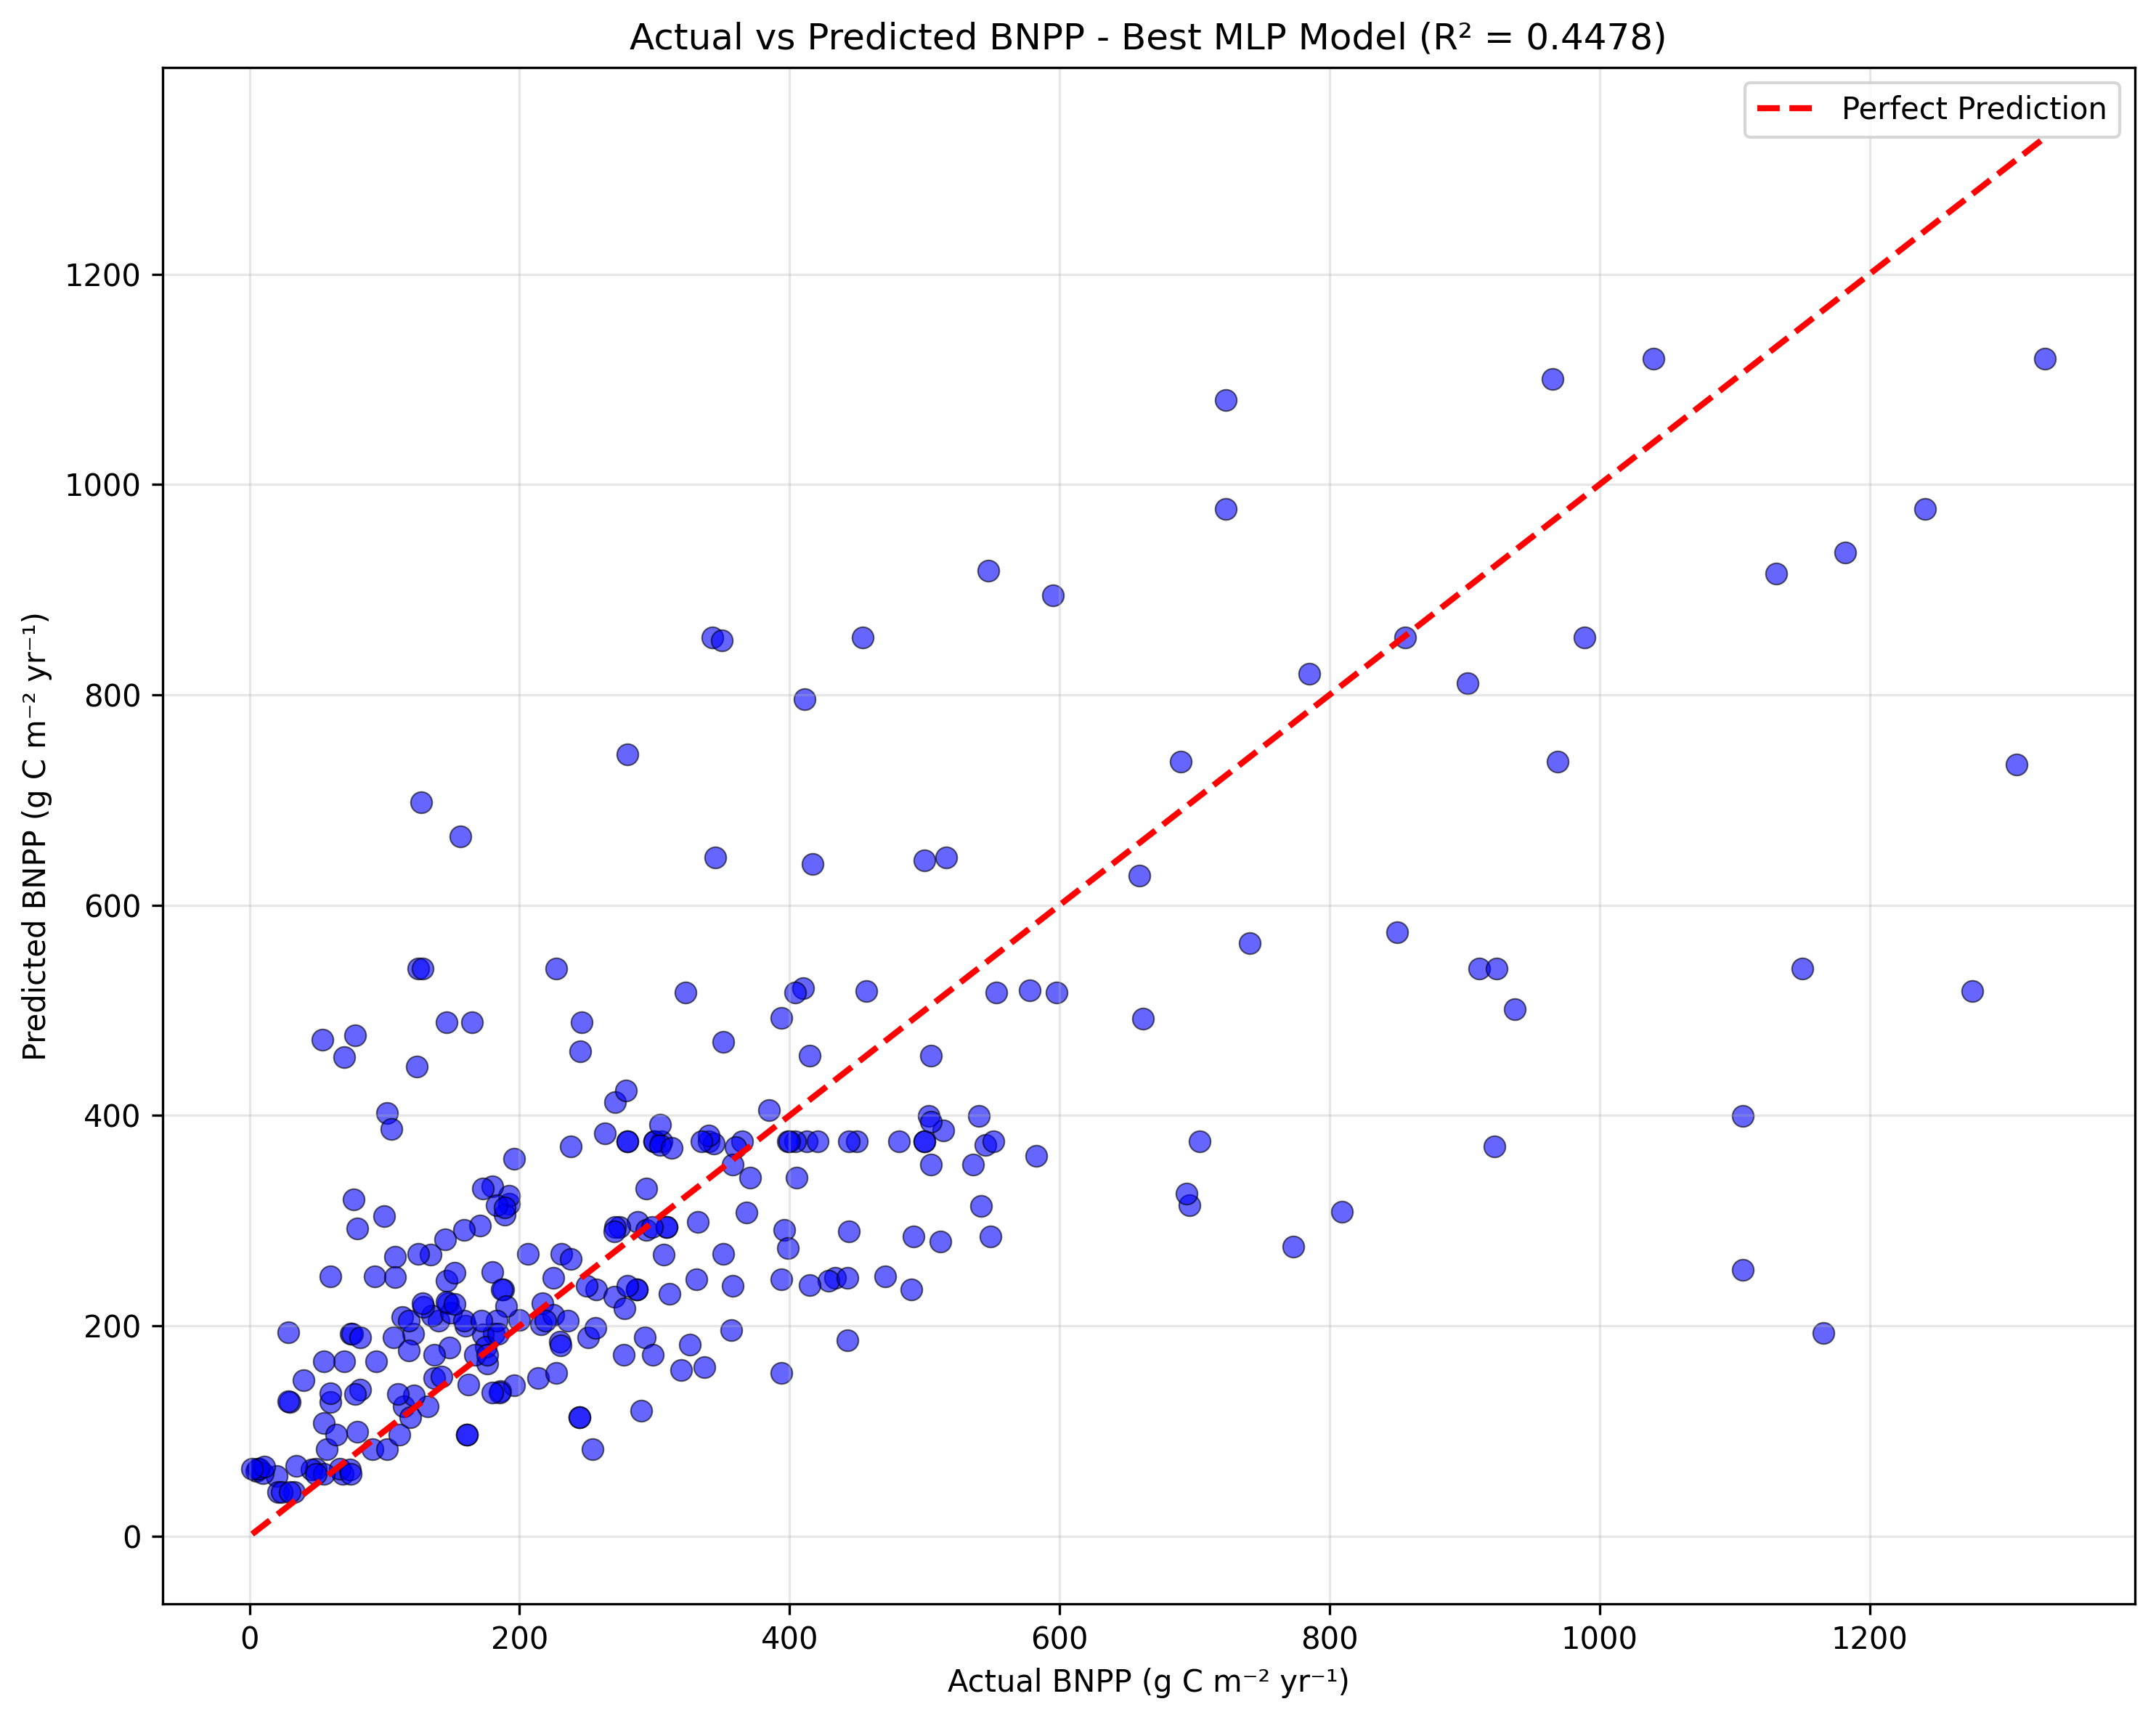 Actual vs Predicted BNPP - Best MLP Model (R² = 0.4478)
Perfect Prediction
Predicted BNPP (g C m⁻² yr⁻¹)
1200
1000
800
600
400
200
0
0 200 400 600 800 1000 1200
Actual BNPP (g C m⁻² yr⁻¹)